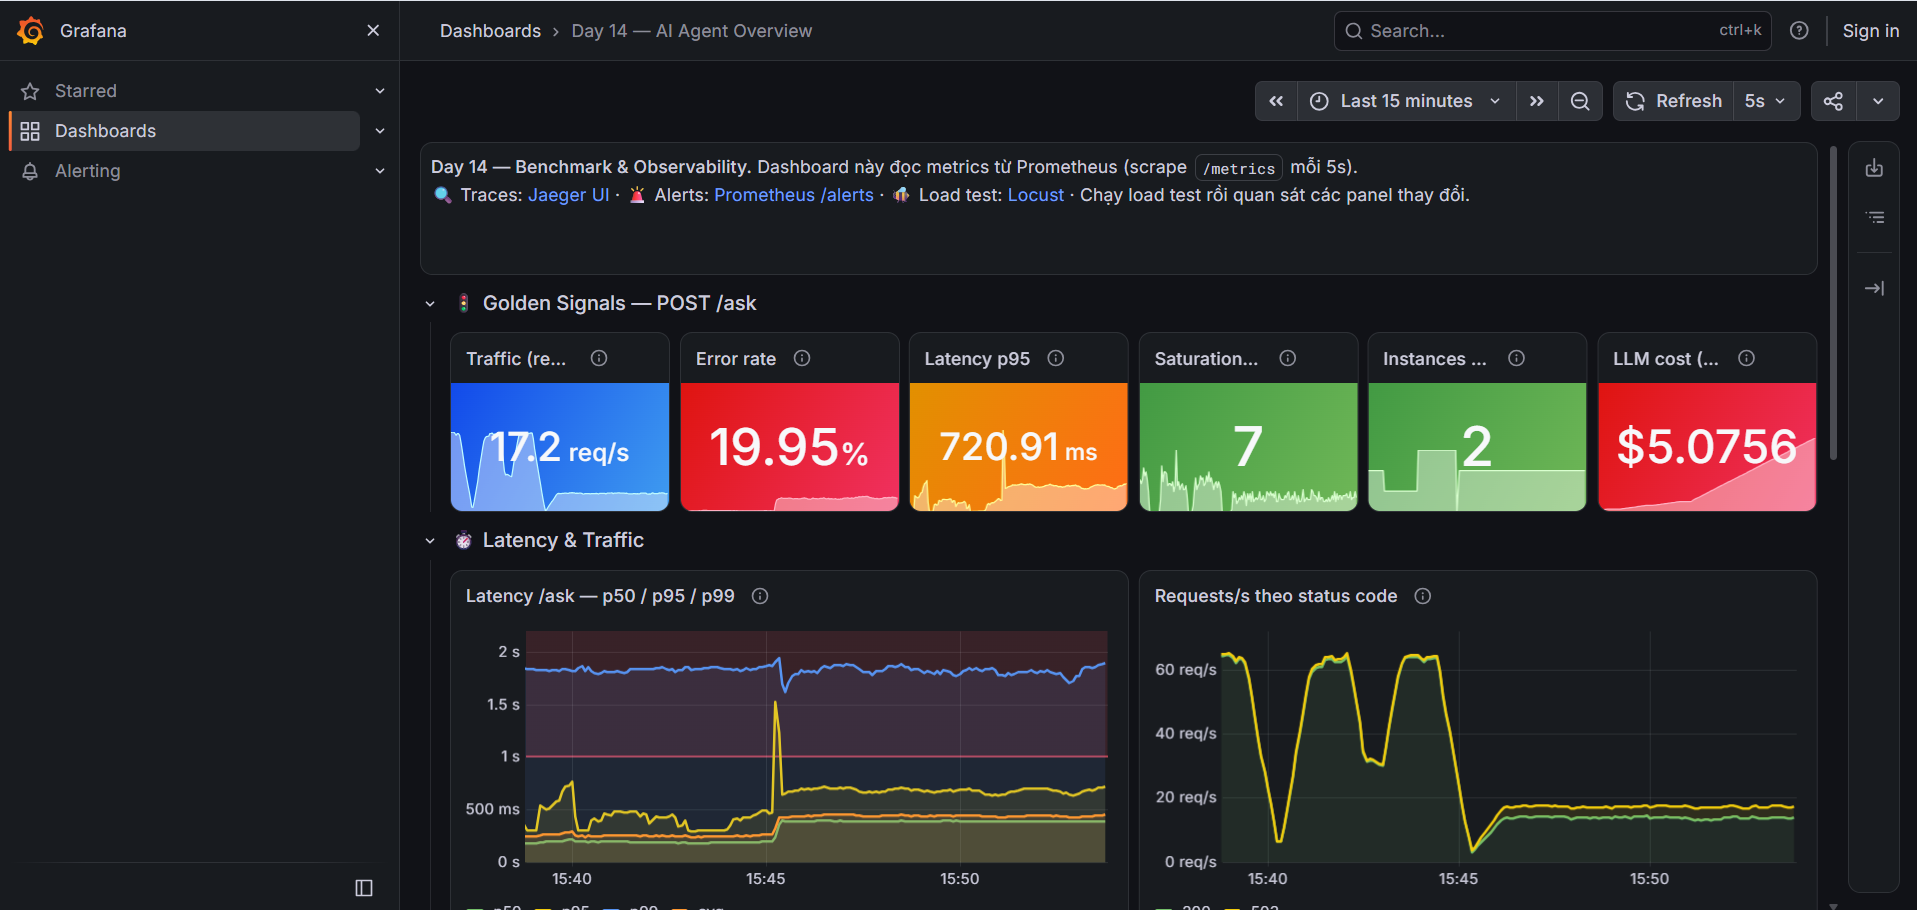 Grafana
Dashboards › Day 14 — AI Agent Overview
Search... ctrl+k
Sign in
Starred
Dashboards
Alerting
Last 15 minutes
Refresh 5s
Day 14 — Benchmark & Observability. Dashboard này đọc metrics từ Prometheus (scrape /metrics mỗi 5s).
Traces: Jaeger UI · Alerts: Prometheus /alerts · Load test: Locust · Chạy load test rồi quan sát các panel thay đổi.
Golden Signals — POST /ask
Traffic (re...
17.2 req/s
Error rate
19.95%
Latency p95
720.91 ms
Saturation...
7
Instances ...
2
LLM cost (...
$5.0756
Latency & Traffic
Latency /ask — p50 / p95 / p99
2 s
1.5 s
1 s
500 ms
0 s
15:40 15:45 15:50
Requests/s theo status code
60 req/s
40 req/s
20 req/s
0 req/s
15:40 15:45 15:50